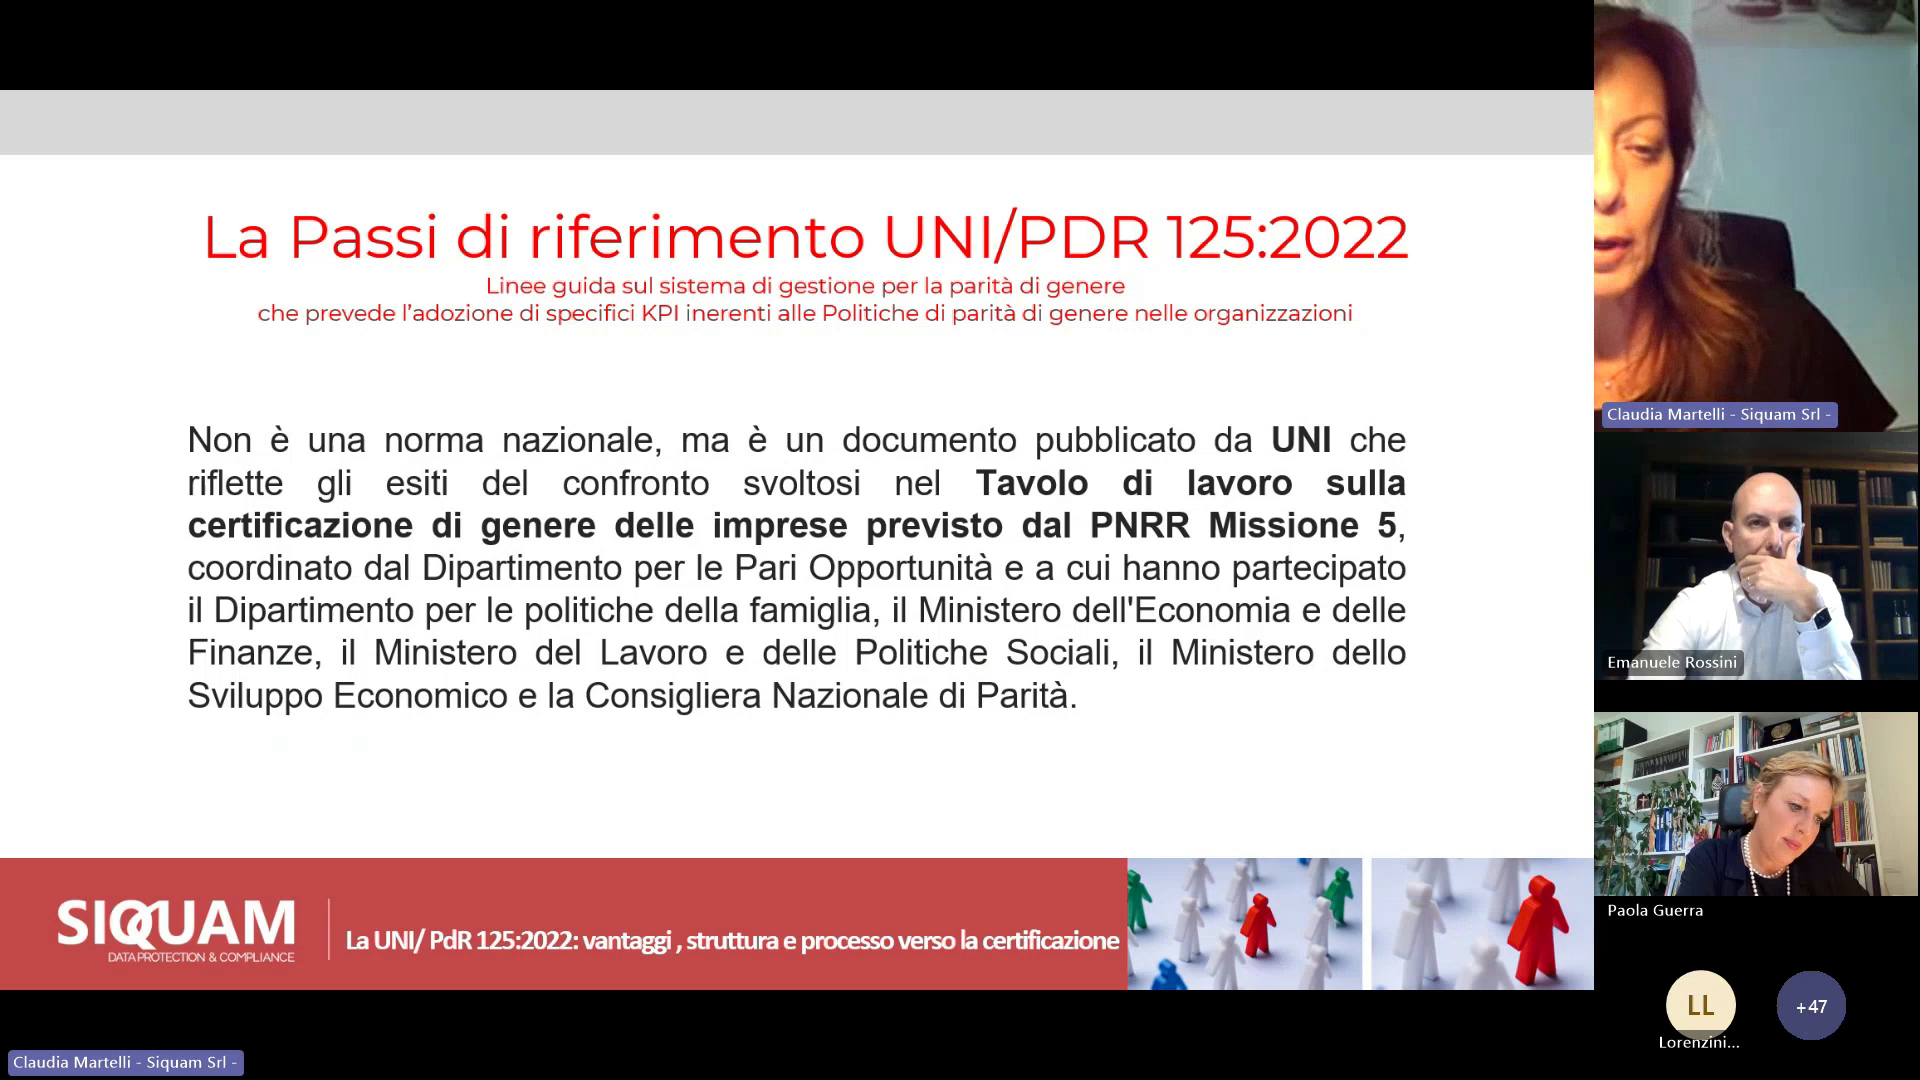 La Passi di riferimento UNI/PDR 125:2022
Linee guida sul sistema di gestione per la parità di genere
che prevede l’adozione di specifici KPI inerenti alle Politiche di parità di genere nelle organizzazioni
Non è una norma nazionale, ma è un documento pubblicato da UNI che
riflette gli esiti del confronto svoltosi nel Tavolo di lavoro sulla
certificazione di genere delle imprese previsto dal PNRR Missione 5,
coordinato dal Dipartimento per le Pari Opportunità e a cui hanno partecipato
il Dipartimento per le politiche della famiglia, il Ministero dell'Economia e delle
Finanze, il Ministero del Lavoro e delle Politiche Sociali, il Ministero dello
Sviluppo Economico e la Consigliera Nazionale di Parità.
SIQUAM
DATA PROTECTION & COMPLIANCE
La UNI/ PdR 125:2022: vantaggi , struttura e processo verso la certificazione
Claudia Martelli - Siquam Srl -
Claudia Martelli - Siquam Srl -
Emanuele Rossini
Paola Guerra
LL
Lorenzini...
+47